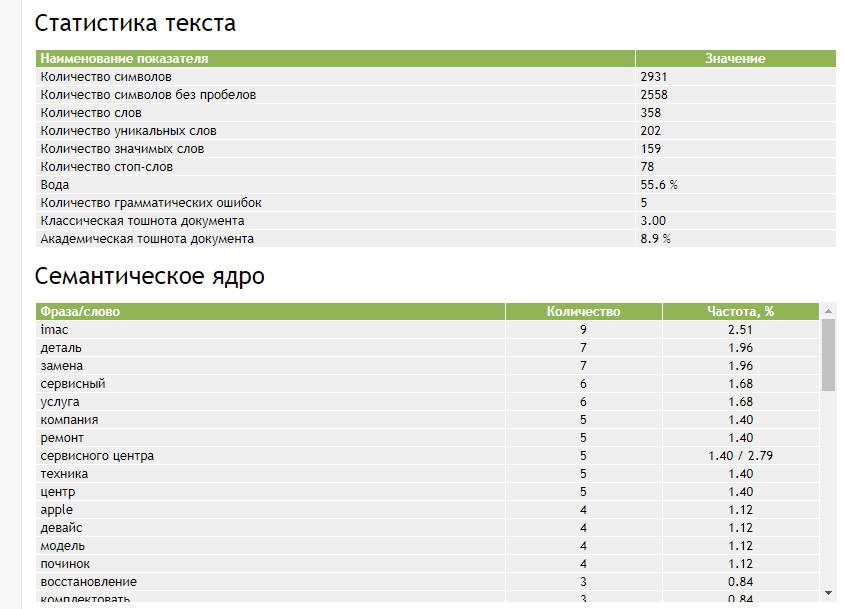 Статистика текста
Наименование показателя Значение
Количество символов 2931
Количество символов без пробелов 2558
Количество слов 358
Количество уникальных слов 202
Количество значимых слов 159
Количество стоп-слов 78
Вода 55.6 %
Количество грамматических ошибок 5
Классическая тошнота документа 3.00
Академическая тошнота документа 8.9 %
Семантическое ядро
Фраза/слово Количество Частота, %
imac 9 2.51
деталь 7 1.96
замена 7 1.96
сервисный 6 1.68
услуга 6 1.68
компания 5 1.40
ремонт 5 1.40
сервисного центра 5 1.40 / 2.79
техника 5 1.40
центр 5 1.40
apple 4 1.12
девайс 4 1.12
модель 4 1.12
починок 4 1.12
восстановление 3 0.84
комплектовать 3 0.84